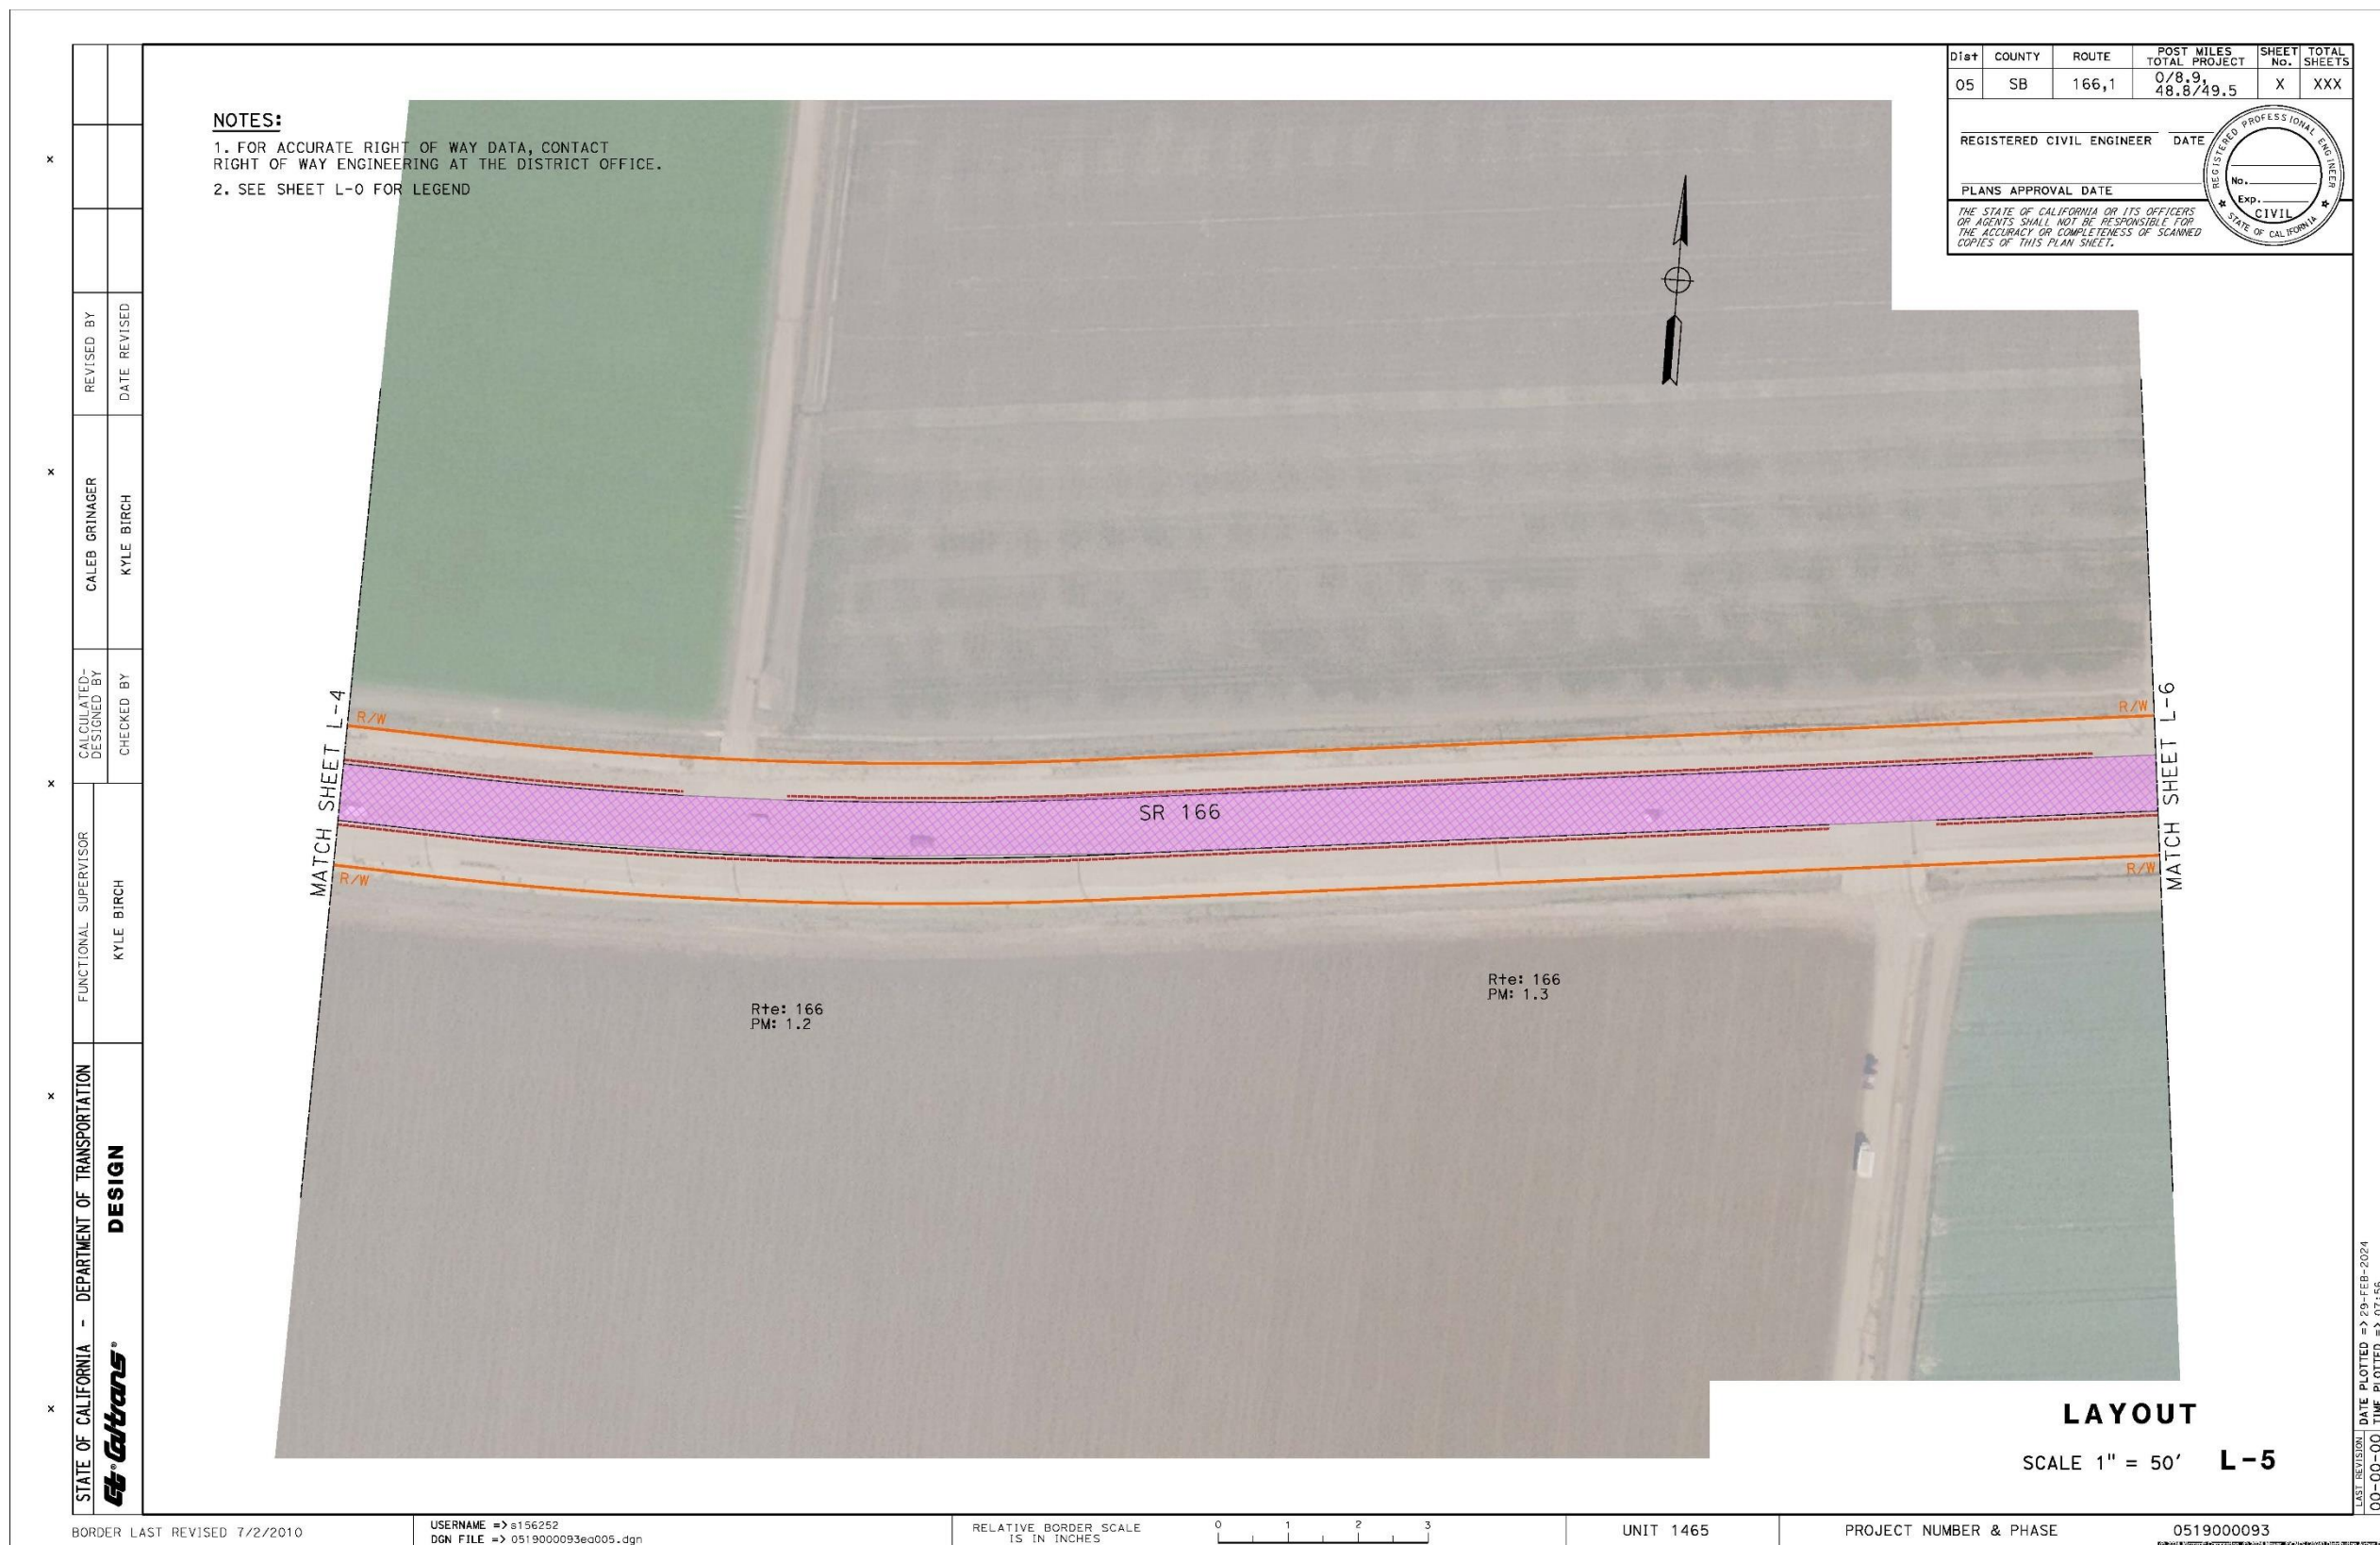 Dist COUNTY ROUTE POST MILES TOTAL PROJECT SHEET No. TOTAL SHEETS
05 SB 166,1 0/8.9, 48.8/49.5 X XXX
REGISTERED CIVIL ENGINEER DATE
PLANS APPROVAL DATE
THE STATE OF CALIFORNIA OR ITS OFFICERS
OR AGENTS SHALL NOT BE RESPONSIBLE FOR
THE ACCURACY OR COMPLETENESS OF SCANNED
COPIES OF THIS PLAN SHEET.
REGISTERED PROFESSIONAL ENGINEER
No.
Exp.
CIVIL
STATE OF CALIFORNIA
NOTES:
1. FOR ACCURATE RIGHT OF WAY DATA, CONTACT
RIGHT OF WAY ENGINEERING AT THE DISTRICT OFFICE.
2. SEE SHEET L-0 FOR LEGEND
REVISED BY
DATE REVISED
CALEB GRINAGER
KYLE BIRCH
CALCULATED-
DESIGNED BY
CHECKED BY
FUNCTIONAL SUPERVISOR
KYLE BIRCH
STATE OF CALIFORNIA - DEPARTMENT OF TRANSPORTATION
Caltrans DESIGN
MATCH SHEET L-4
R/W
R/W
SR 166
R/W
R/W
MATCH SHEET L-6
Rte: 166
PM: 1.2
Rte: 166
PM: 1.3
LAYOUT
SCALE 1" = 50' L-5
DATE PLOTTED => 29-FEB-2024
TIME PLOTTED => 07:56
LAST REVISION
00-00-00
BORDER LAST REVISED 7/2/2010
USERNAME => s156252
DGN FILE => 0519000093ea005.dgn
RELATIVE BORDER SCALE
IS IN INCHES
0 1 2 3
UNIT 1465
PROJECT NUMBER & PHASE
0519000093